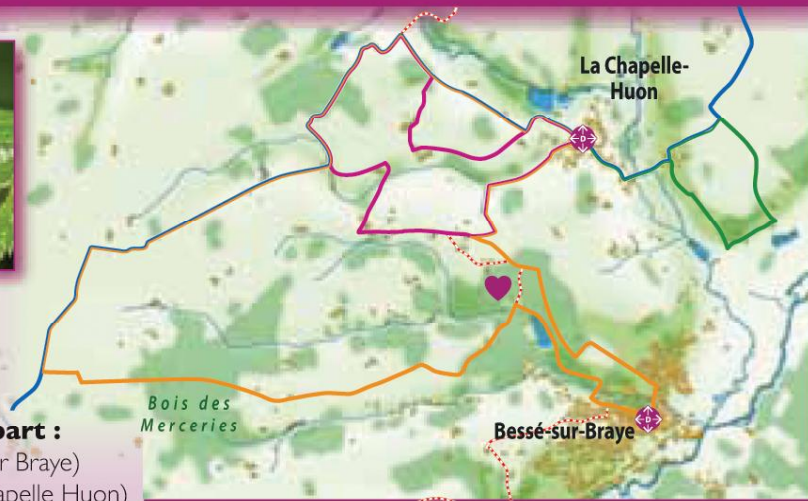 La Chapelle-
Huon
D
Bois des
Merceries
Bessé-sur-Braye
D
part :
r Braye)
apelle Huon)